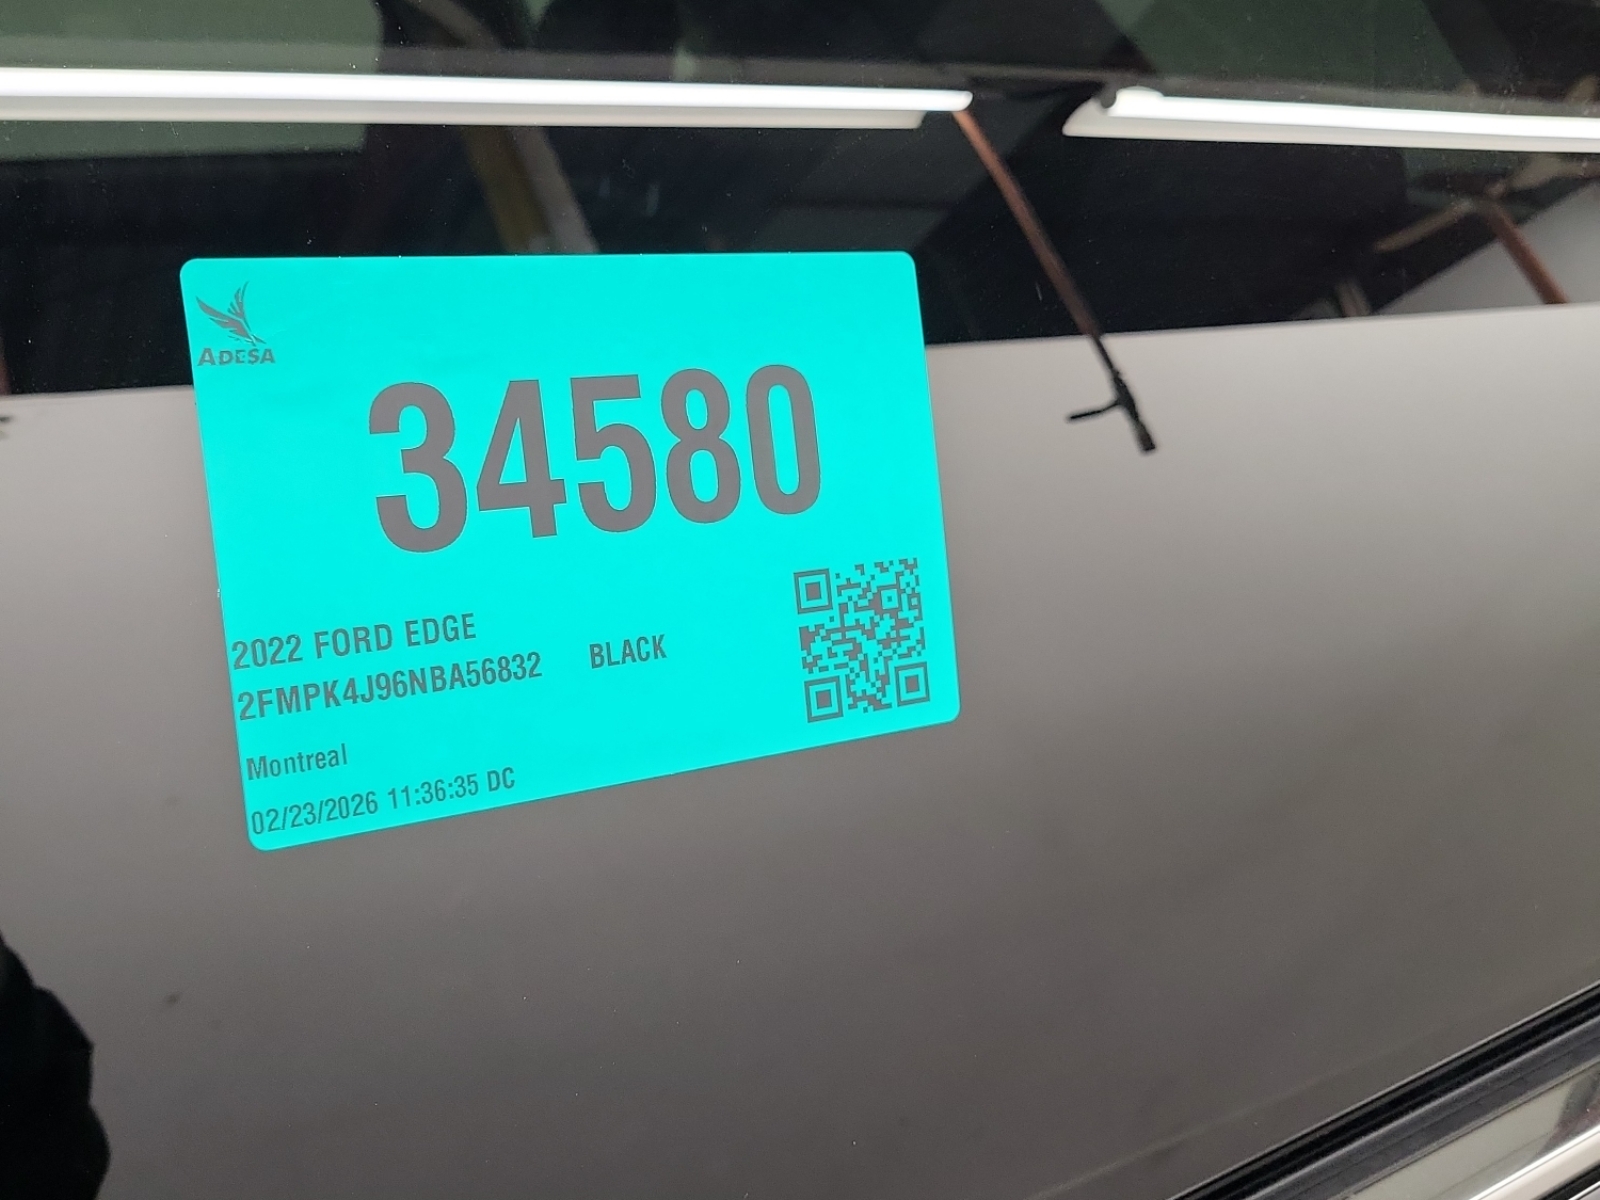 ADESA
34580
2022 FORD EDGE
2FMPK4J96NBA56832 BLACK
Montreal
02/23/2026 11:36:35 DC